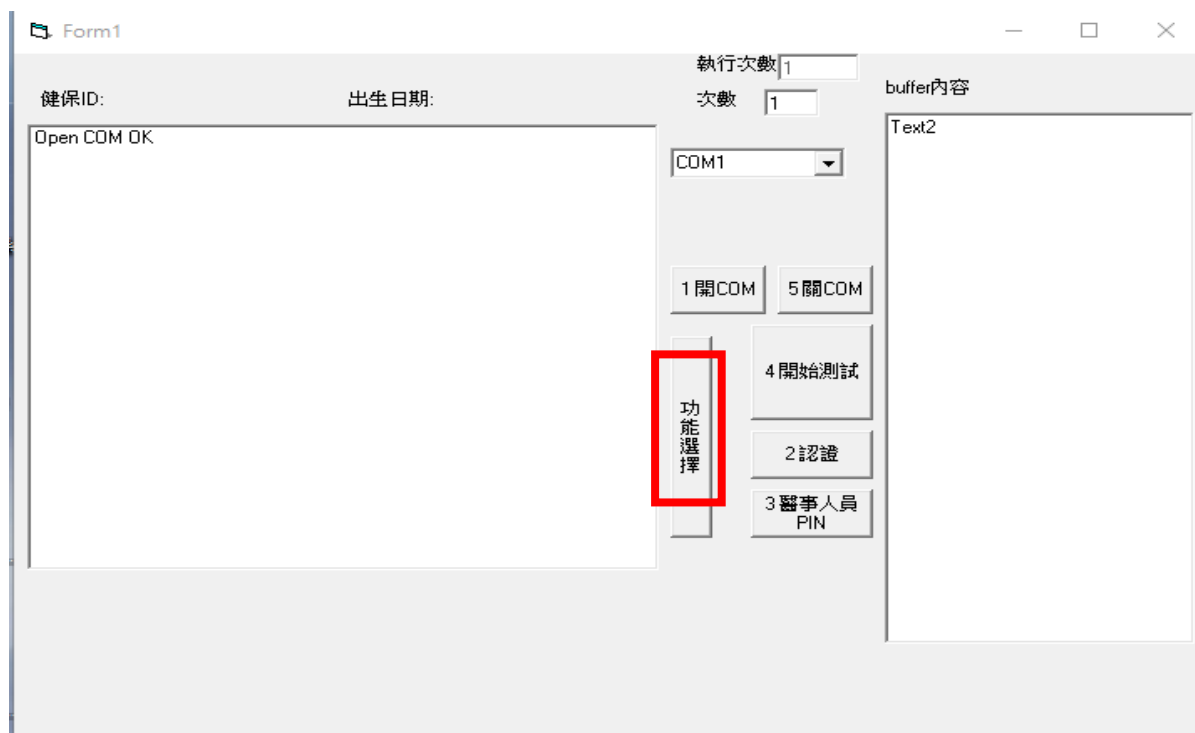 Form1
執行次數 1
健保ID:
出生日期:
次數 1
buffer內容
Open COM OK
Text2
COM1
1開COM
5關COM
4開始測試
功能選擇
2認證
3醫事人員
PIN